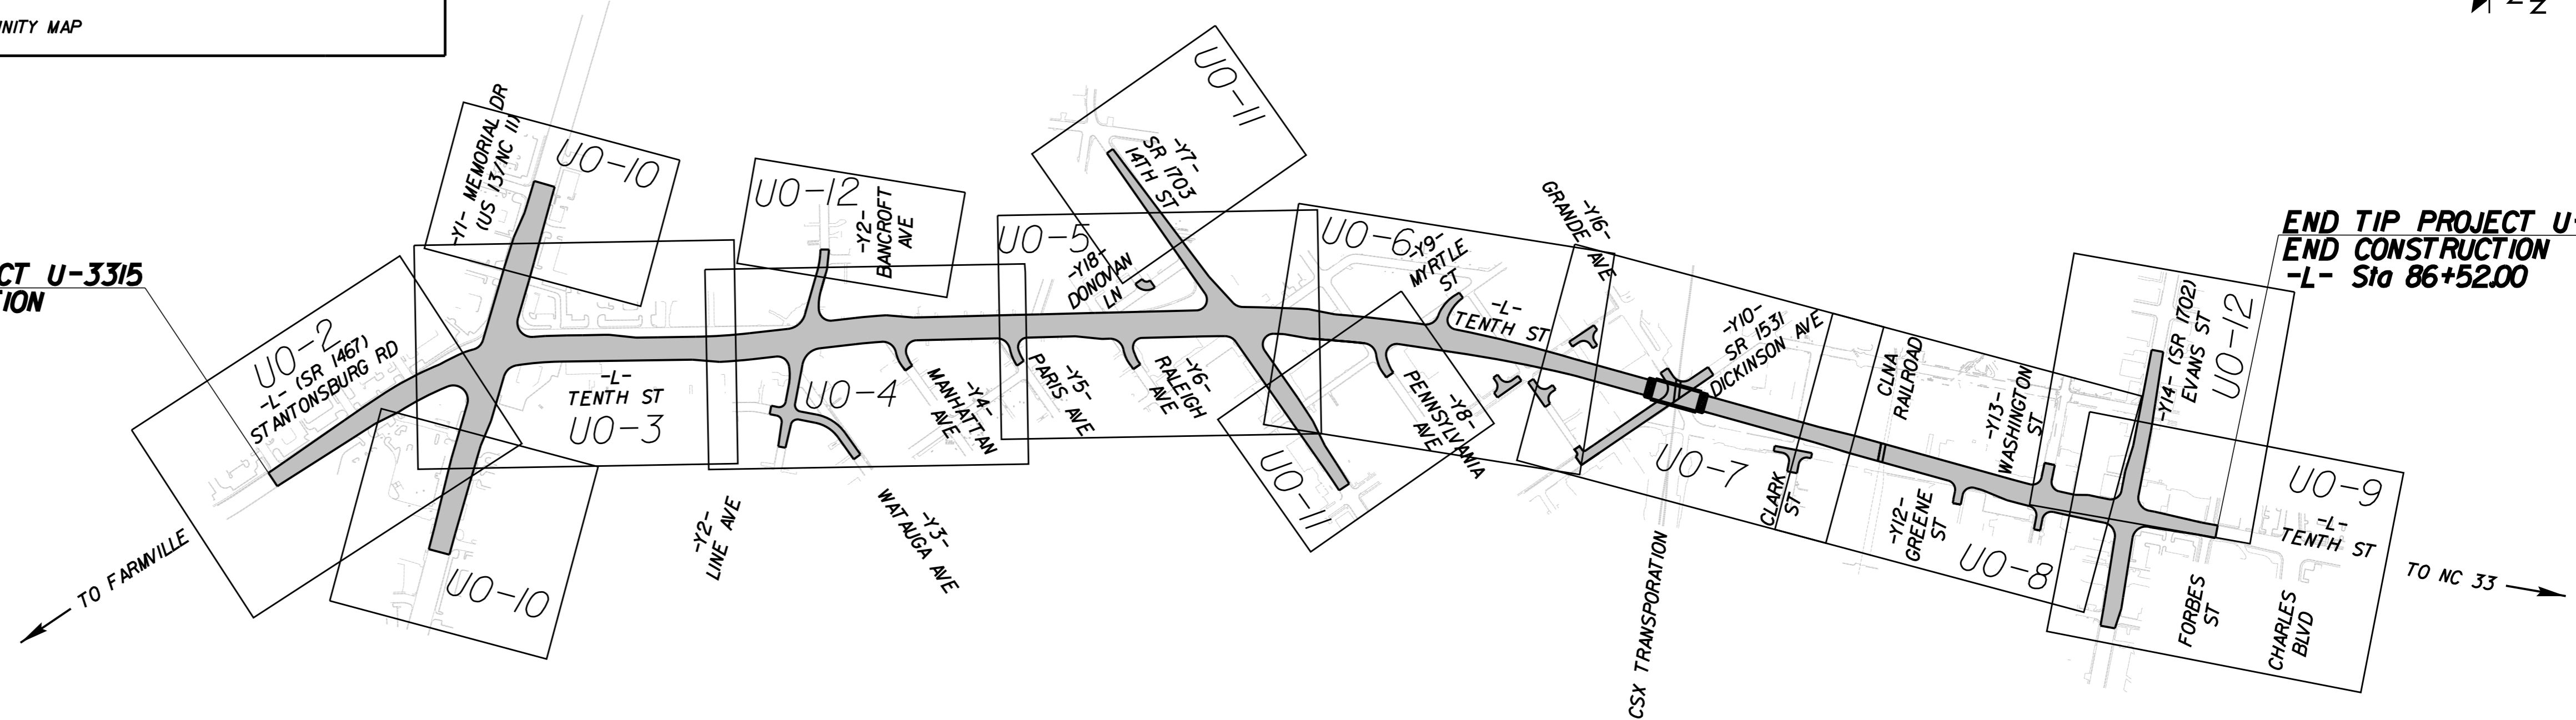 NITY MAP
CT U-3315
ION
END TIP PROJECT U-
END CONSTRUCTION
-L- Sta 86+52.00
UO-2
-L- (SR 1467)
STANTONSBURG RD
TO FARMVILLE
-Y1- MEMORIAL DR
(US 13/NC 11)
UO-10
UO-10
-L-
TENTH ST
UO-3
UO-12
-Y2-
BANCROFT
AVE
UO-4
-Y2-
LINE AVE
-Y3-
WATAUGA AVE
-Y4-
MANHATTAN
AVE
UO-5
-Y18-
DONOVAN
LN
-Y5-
PARIS AVE
-Y6-
RALEIGH
AVE
UO-11
-Y7-
SR 1703
14TH ST
UO-11
UO-6
-Y9-
MYRTLE
ST
-L-
TENTH ST
-Y8-
PENNSYLVANIA
AVE
-Y16-
GRANDE AVE
-Y10-
SR 1531
DICKINSON AVE
UO-7
CSX TRANSPORATION
CLARK
ST
CLNA
RAILROAD
-Y13-
WASHINGTON
ST
-Y12-
GREENE
ST
UO-8
-Y14- (SR 1702)
EVANS ST
UO-12
UO-9
-L-
TENTH ST
FORBES
ST
CHARLES
BLVD
TO NC 33